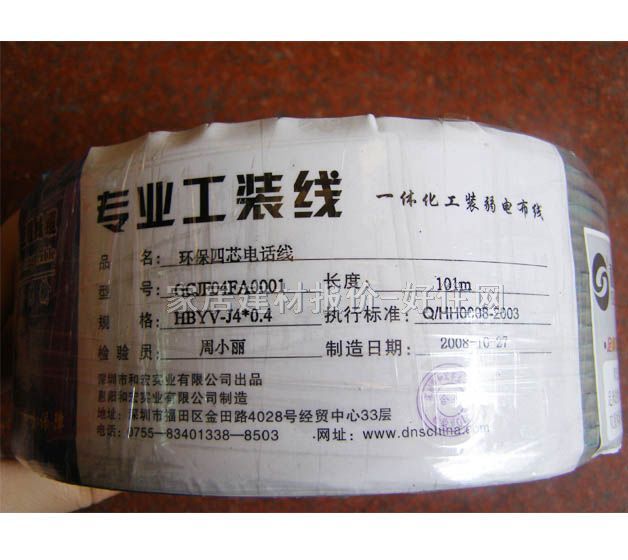 专业工装线 一体化工装弱电布线
品 名: 环保四芯电话线
型 号: GCJF04FA0001 长度: 101m
规 格: HBYV-J4*0.4 执行标准: Q/HH0008-2003
检 验 员: 周小丽 制造日期: 2008-10-27
深圳市和宏实业有限公司出品
惠阳和宏实业有限公司制造
地址: 深圳市福田区金田路4028号经贸中心33层
电话: 0755-83401338-8503 网址: www.dnschina.com
家居建材报价-好住网